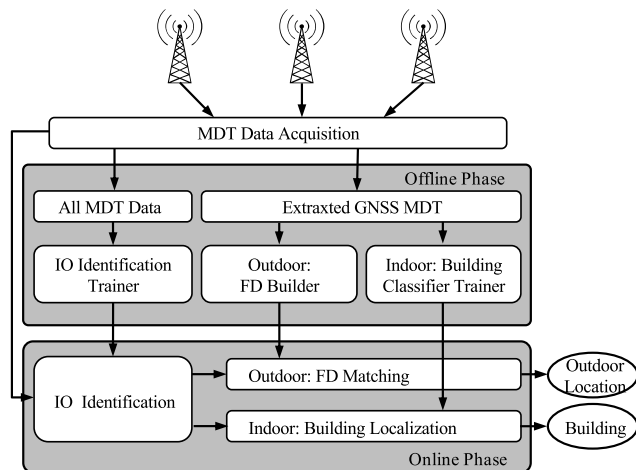 MDT Data Acquisition
Offline Phase
All MDT Data
Extraxted GNSS MDT
IO Identification
Trainer
Outdoor:
FD Builder
Indoor: Building
Classifier Trainer
IO Identification
Outdoor: FD Matching
Outdoor
Location
Indoor: Building Localization
Building
Online Phase